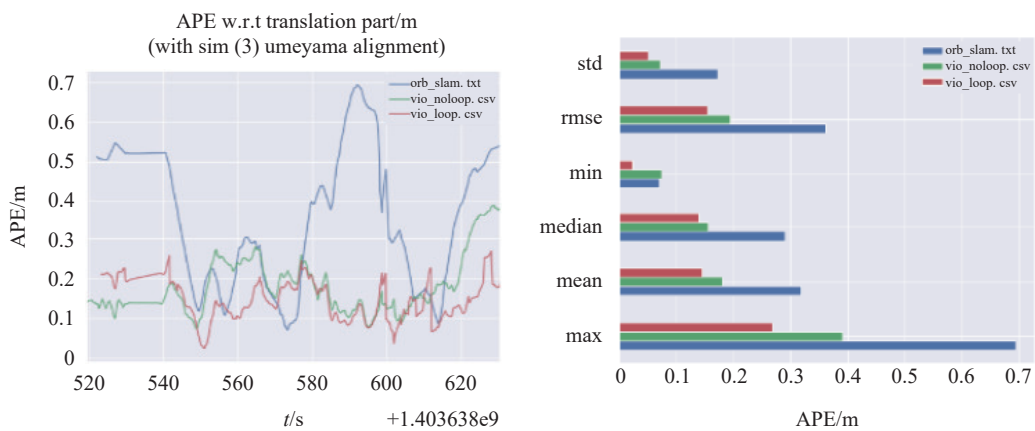 APE w.r.t translation part/m
(with sim (3) umeyama alignment)
0.7
0.6
0.5
0.4
0.3
0.2
0.1
0
APE/m
orb_slam. txt
vio_noloop. csv
vio_loop. csv
520
540
560
580
600
620
t/s
+1.403638e9
std
rmse
min
median
mean
max
orb_slam. txt
vio_noloop. csv
vio_loop. csv
0
0.1
0.2
0.3
0.4
0.5
0.6
0.7
APE/m